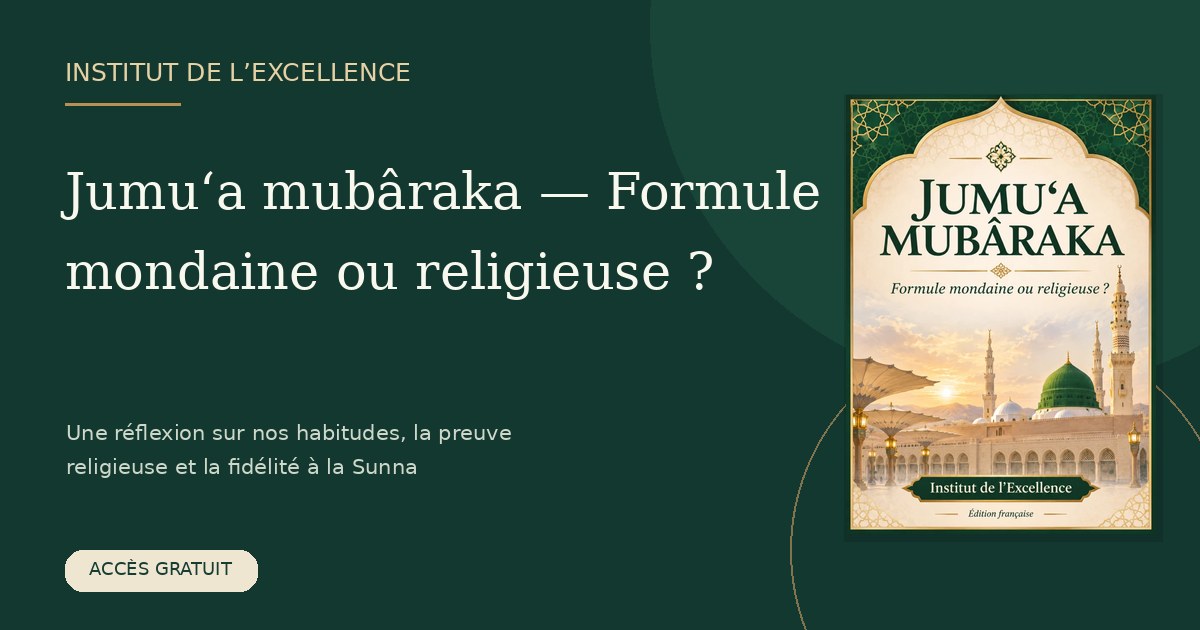 INSTITUT DE L’EXCELLENCE
Jumu‘a mubâraka — Formule
mondaine ou religieuse ?
Une réflexion sur nos habitudes, la preuve
religieuse et la fidélité à la Sunna
ACCÈS GRATUIT
JUMU‘A
MUBÂRAKA
Formule mondaine ou religieuse ?
Institut de l’Excellence
Édition française